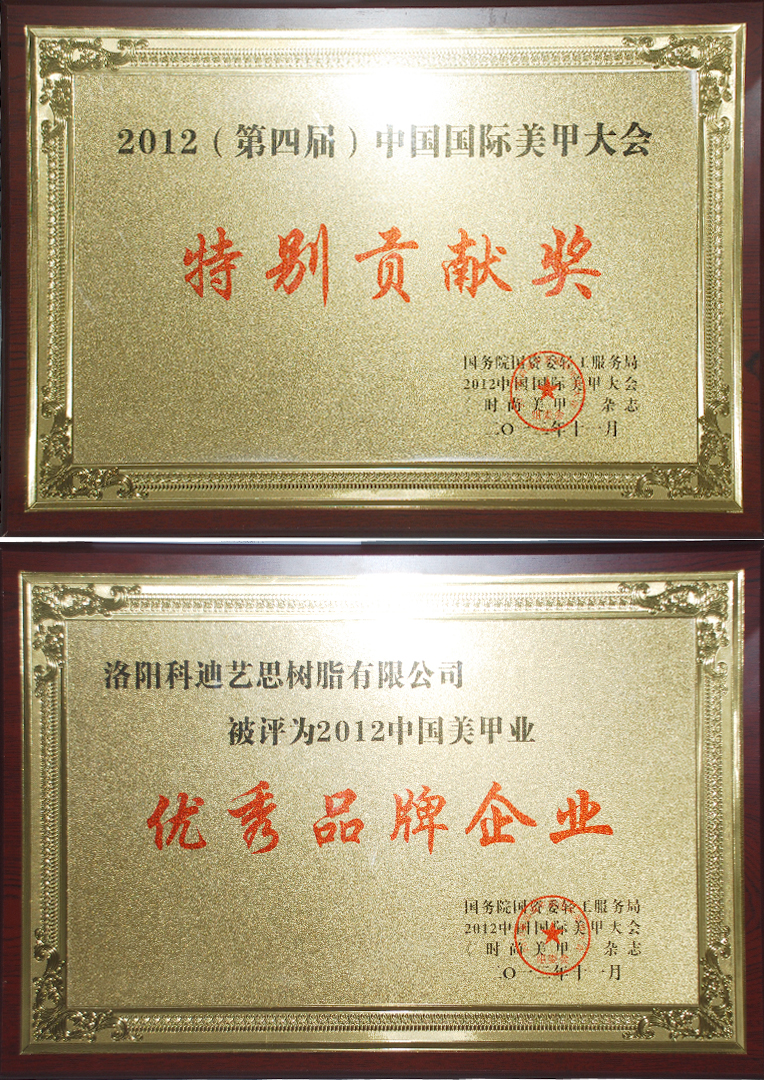 2012（第四届）中国国际美甲大会
特别贡献奖
国务院国资委轻工服务局
2012中国国际美甲大会
时尚美甲 杂志
二〇一二年十一月
洛阳科迪艺思树脂有限公司
被评为2012中国美甲业
优秀品牌企业
国务院国资委轻工服务局
2012中国国际美甲大会
《时尚美甲 杂志
二〇一二年十一月